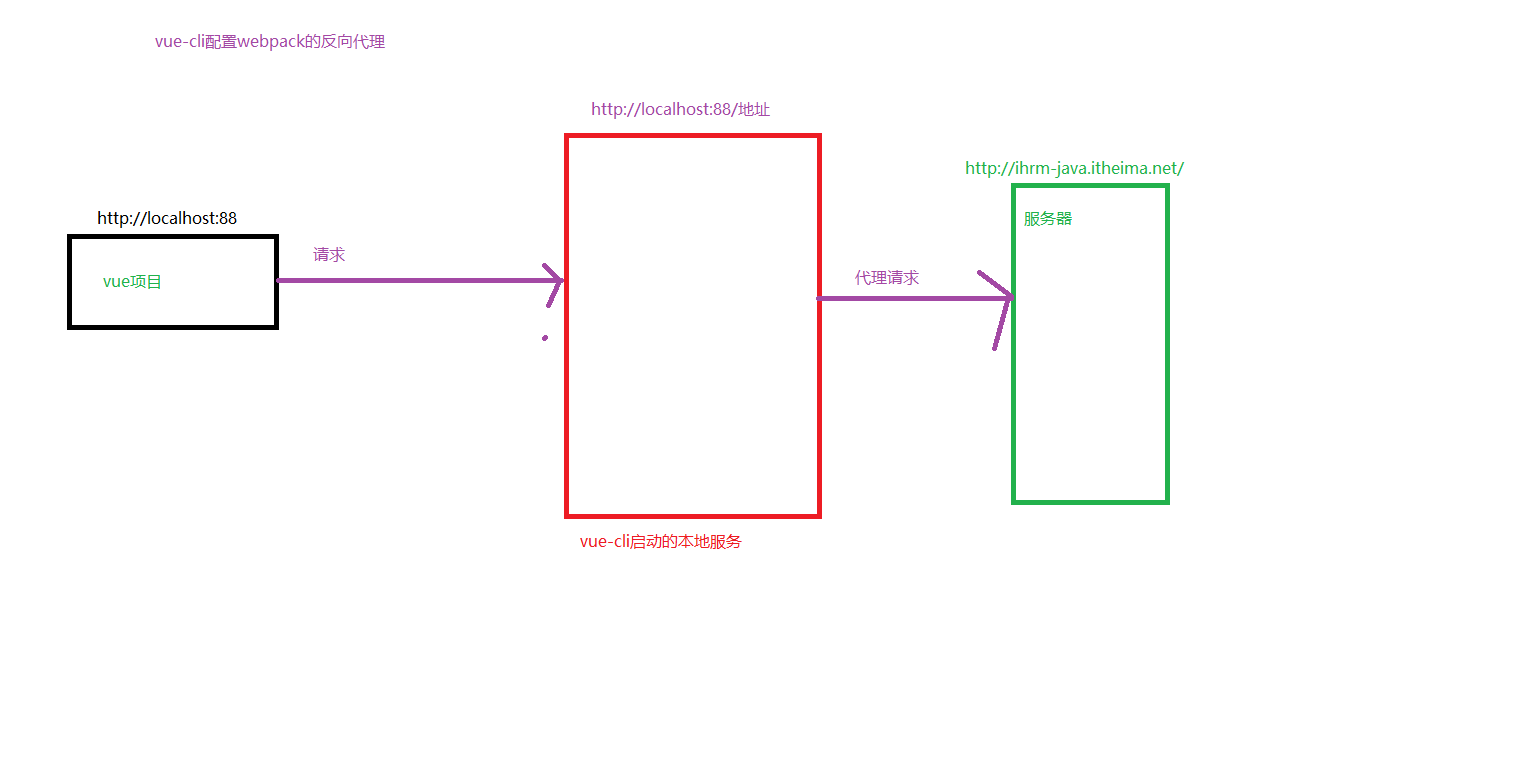 vue-cli配置webpack的反向代理
http://localhost:88/地址
http://ihrm-java.itheima.net/
http://localhost:88
服务器
请求
vue项目
代理请求
vue-cli启动的本地服务